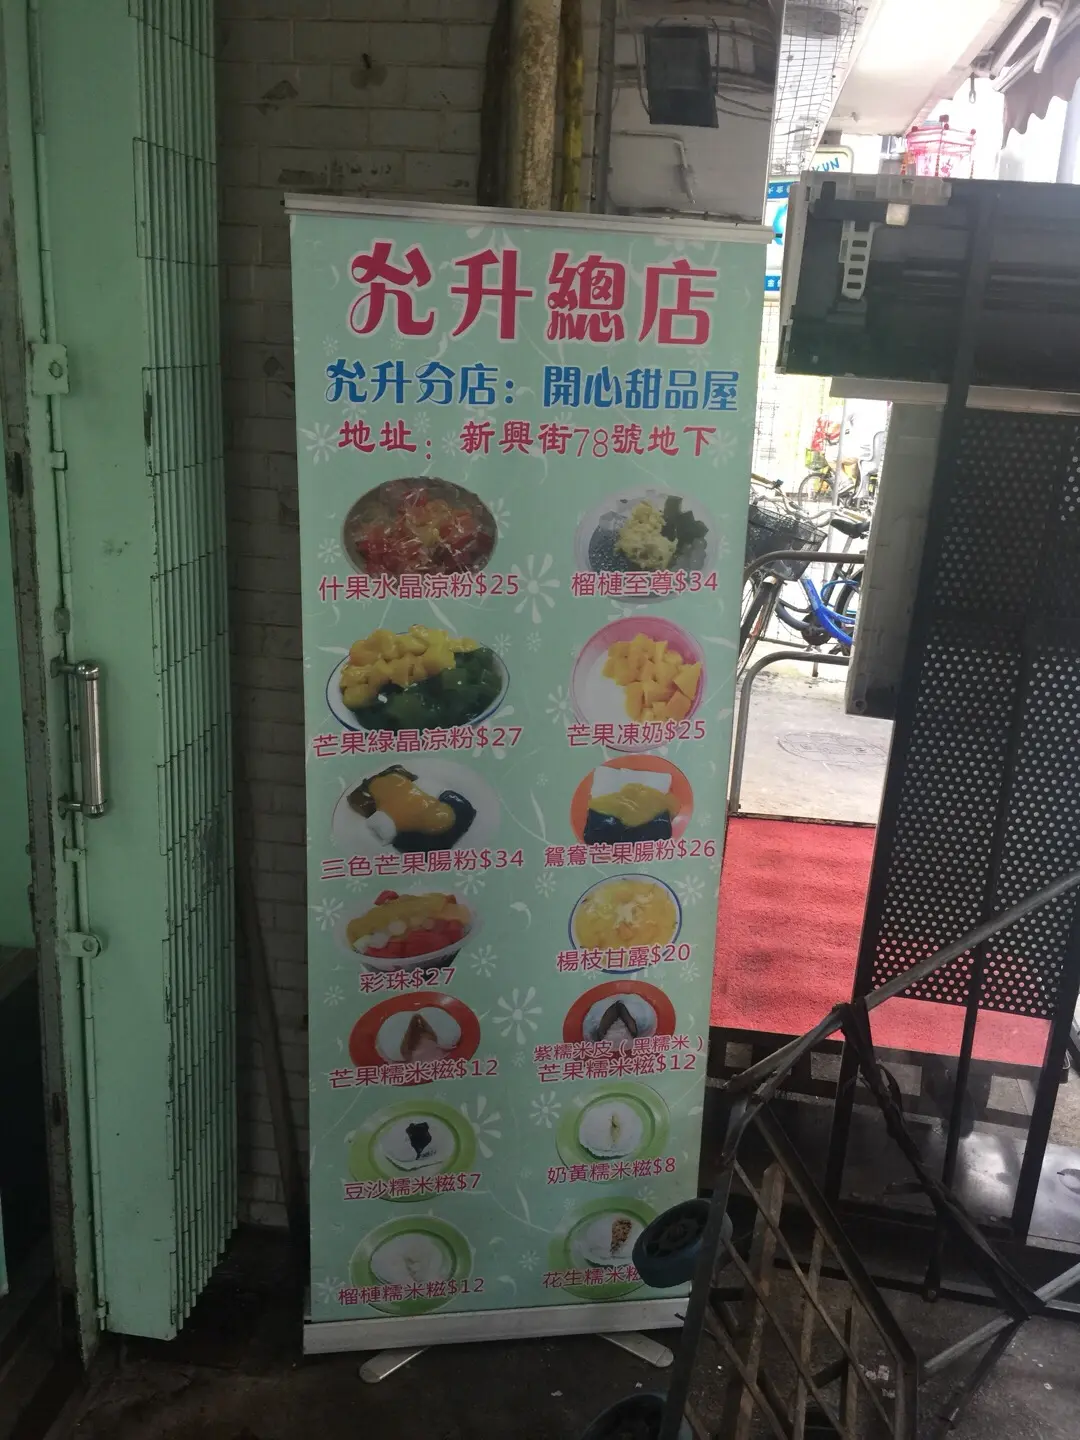 允升總店
允升分店：開心甜品屋
地址：新興街78號地下
什果水晶涼粉$25
榴槤至尊$34
芒果綠晶涼粉$27
芒果凍奶$25
三色芒果腸粉$34
鴛鴦芒果腸粉$26
彩珠$27
楊枝甘露$20
芒果糯米糍$12
紫糯米皮（黑糯米）
芒果糯米糍$12
豆沙糯米糍$7
奶黃糯米糍$8
榴槤糯米糍$12
花生糯米糍